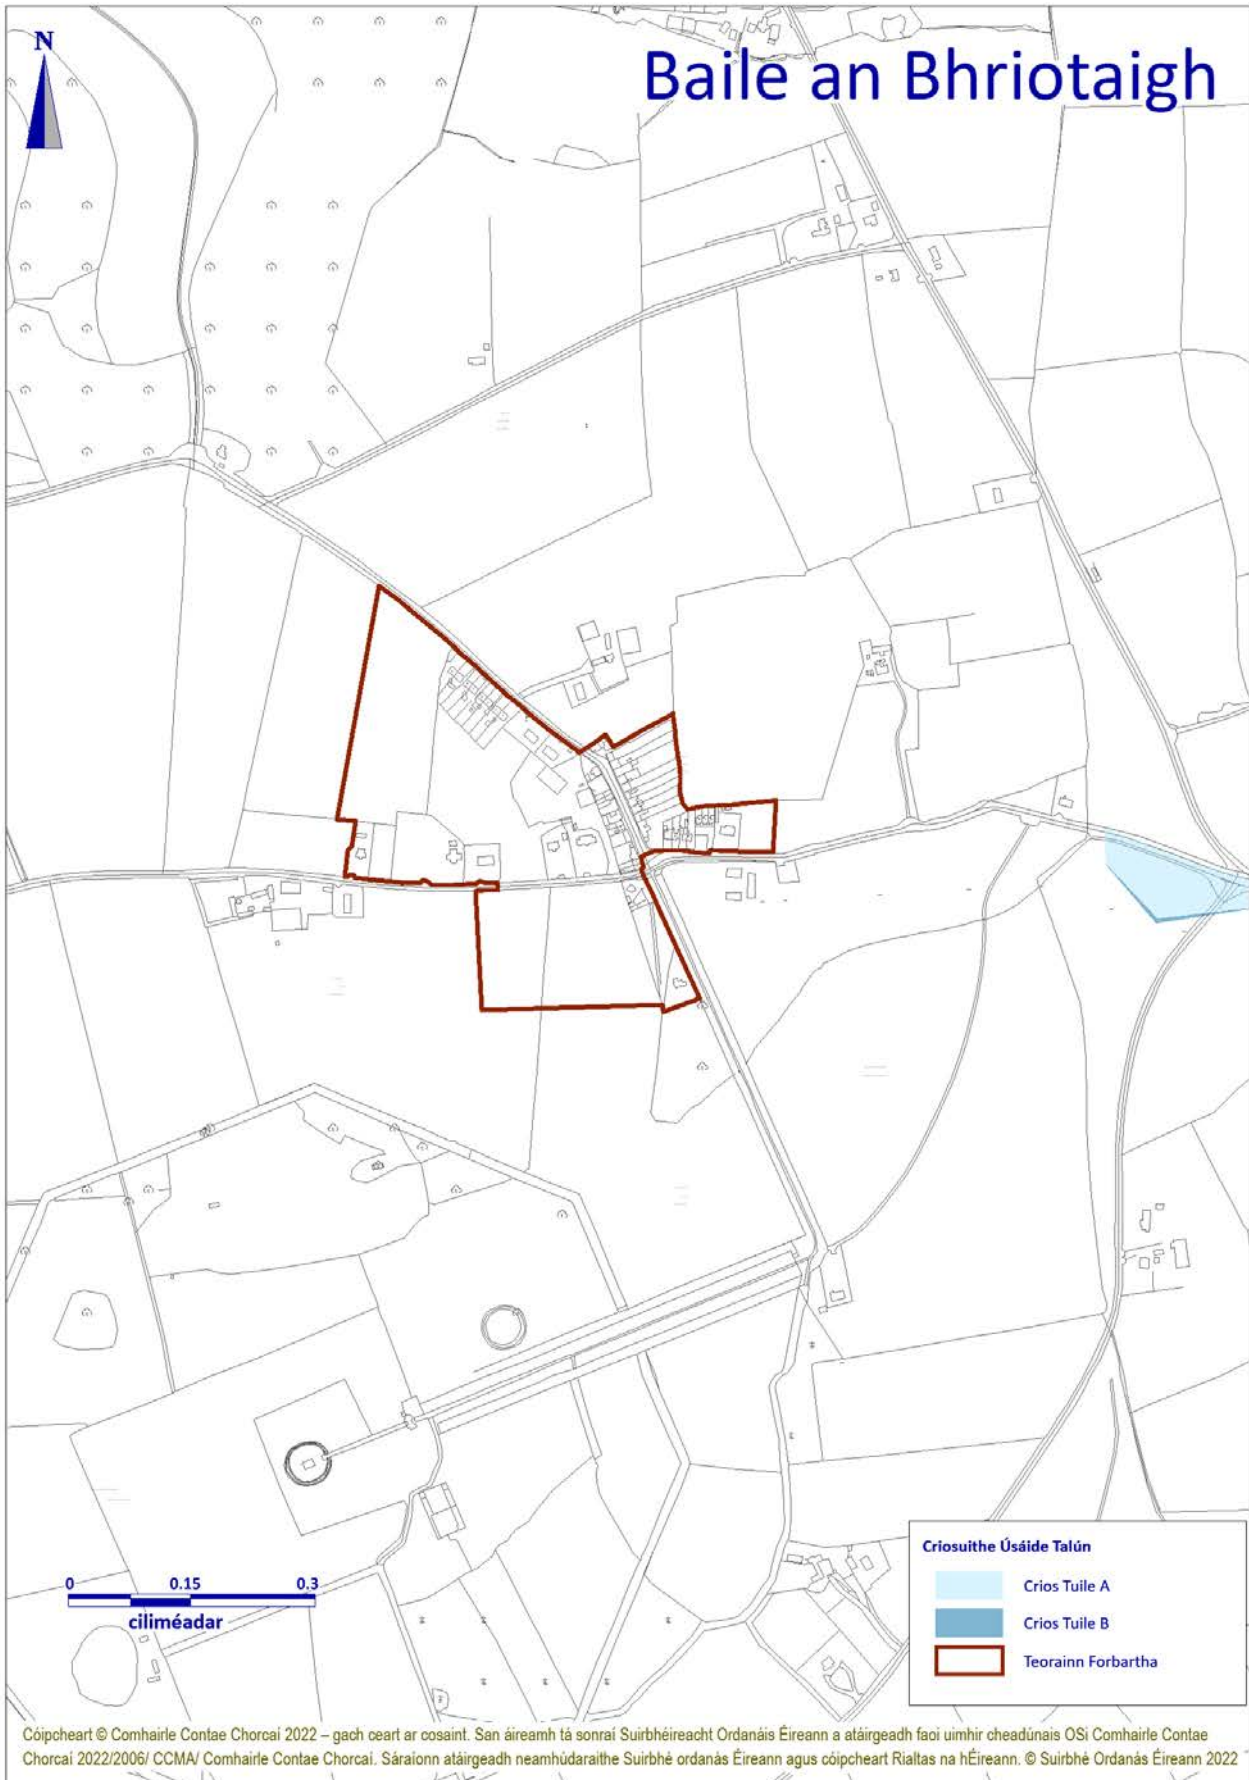 N
Baile an Bhriotaigh
0 0.15 0.3
ciliméadar
Criosuithe Úsáide Talún
Crios Tuile A
Crios Tuile B
Teorainn Forbartha
Cóipcheart © Comhairle Contae Chorcaí 2022 – gach ceart ar cosaint. San áireamh tá sonraí Suirbhéireacht Ordanáis Éireann a atáirgeadh faoi uimhir cheadúnais OSi Comhairle Contae
Chorcaí 2022/2006/ CCMA/ Comhairle Contae Chorcaí. Sáraíonn atáirgeadh neamhúdaraithe Suirbhé ordanás Éireann agus cóipcheart Rialtas na hÉireann. © Suirbhé Ordanás Éireann 2022